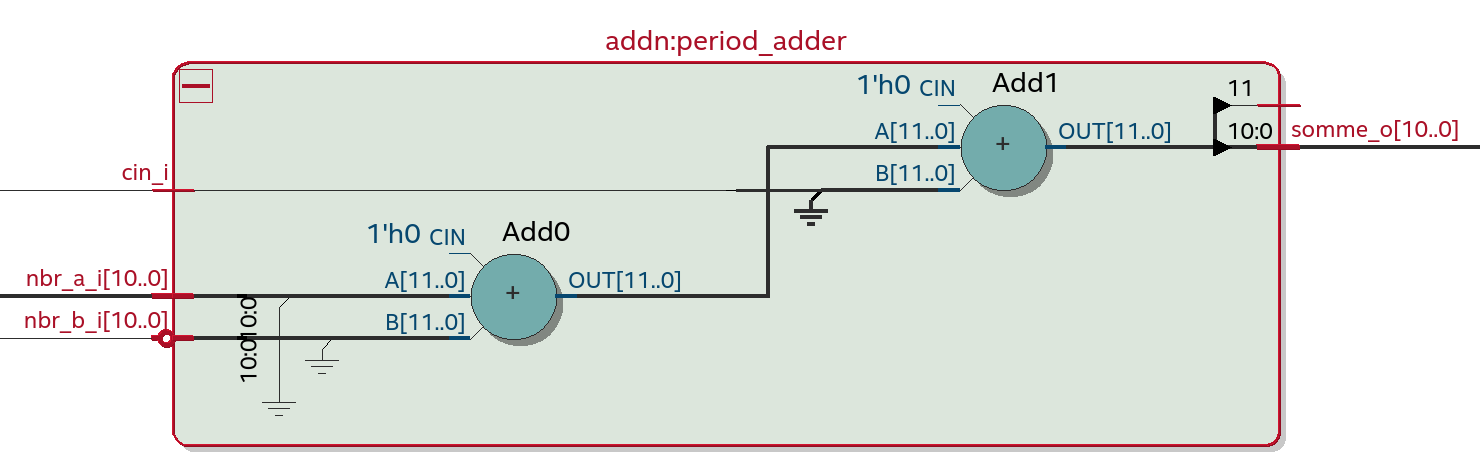 addn:period_adder
1'h0 CIN
Add1
11
A[11..0]
OUT[11..0]
10:0
somme_o[10..0]
cin_i
B[11..0]
1'h0 CIN
Add0
nbr_a_i[10..0]
A[11..0]
OUT[11..0]
nbr_b_i[10..0]
B[11..0]
10:0
10:0
+
+